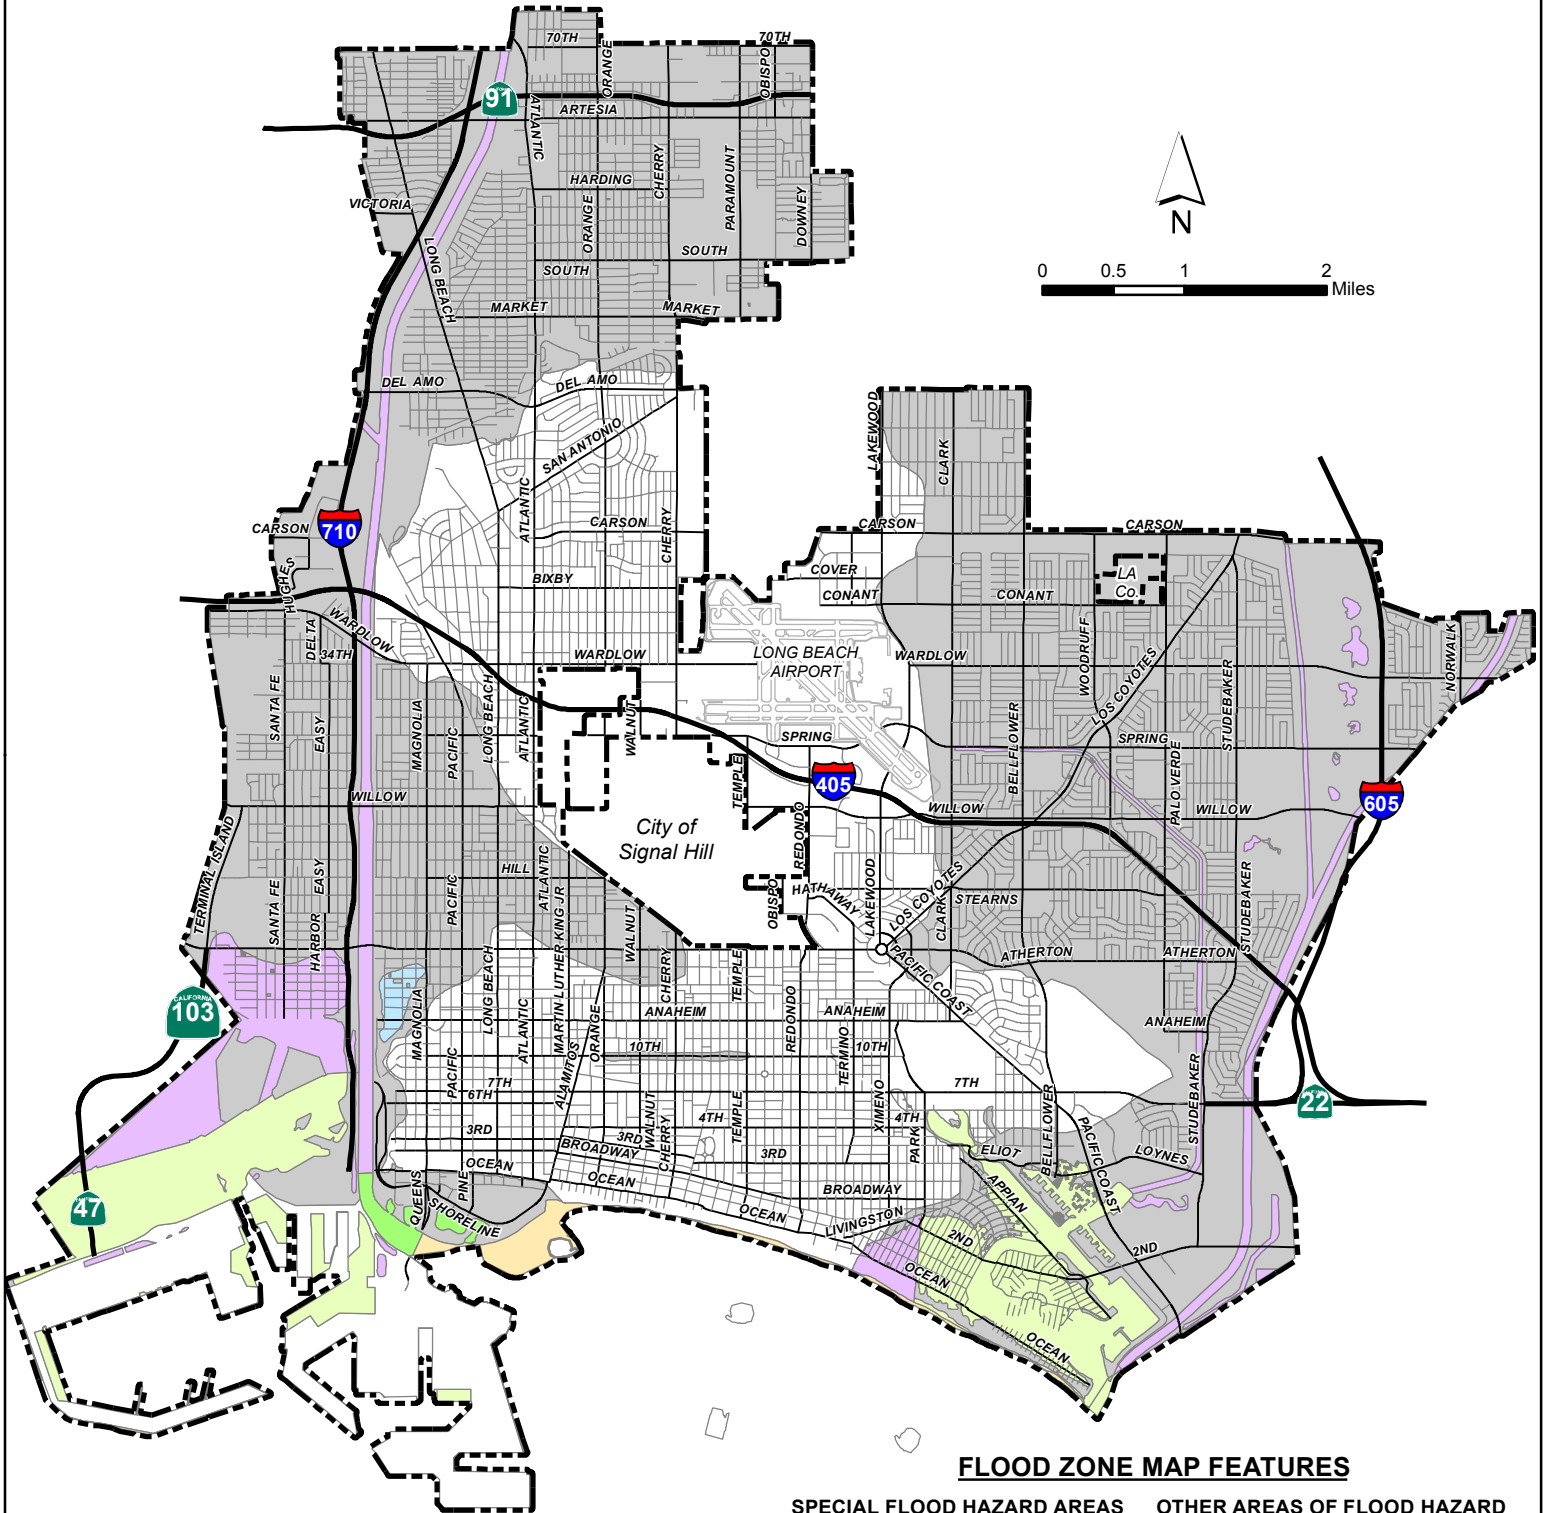 70TH
70TH
ORANGE
OBISPO
91
ARTESIA
ATLANTIC
CHERRY
PARAMOUNT
HARDING
VICTORIA
ORANGE
DOWNEY
LONG BEACH
SOUTH
SOUTH
MARKET
MARKET
N
0 0.5 1 2
Miles
DEL AMO
DEL AMO
SAN ANTONIO
LAKEWOOD
CLARK
ATLANTIC
CARSON
710
CARSON
CHERRY
CARSON
CARSON
HUGHES
BIXBY
COVER
CONANT
CONANT
LA
Co.
DELTA
WARDLOW
34TH
WARDLOW
LONG BEACH
AIRPORT
WARDLOW
WOODRUFF
LOS COYOTES
STUDEBAKER
NORWALK
SANTA FE
EASY
MAGNOLIA
PACIFIC
LONG BEACH
ATLANTIC
WALNUT
SPRING
BELLFLOWER
SPRING
PALO VERDE
TEMPLE
405
WILLOW
WILLOW
WILLOW
605
TERMINAL ISLAND
City of
Signal Hill
REDONDO
SANTA FE
EASY
PACIFIC
HILL
ATLANTIC
MARTIN LUTHER KING JR
WALNUT
OBISPO
HATHAWAY
LAKEWOOD
LOS COYOTES
CLARK
STEARNS
STUDEBAKER
HARBOR
LONG BEACH
CHERRY
TEMPLE
PACIFIC COAST
ATHERTON
ATHERTON
CALIFORNIA
103
MAGNOLIA
ATLANTIC
ORANGE
ANAHEIM
REDONDO
ANAHEIM
ANAHEIM
PACIFIC
ALAMITOS
10TH
TERMINO
10TH
7TH
6TH
7TH
XIMENO
BELLFLOWER
STUDEBAKER
22
3RD
3RD
WALNUT
CHERRY
4TH
TEMPLE
4TH
PARK
3RD
ELIOT
PACIFIC COAST
LOYNES
BROADWAY
OCEAN
OCEAN
BROADWAY
APPIAN
47
QUEENS
PINE
SHORELINE
OCEAN
LIVINGSTON
2ND
2ND
OCEAN
OCEAN
FLOOD ZONE MAP FEATURES
SPECIAL FLOOD HAZARD AREAS OTHER AREAS OF FLOOD HAZARD